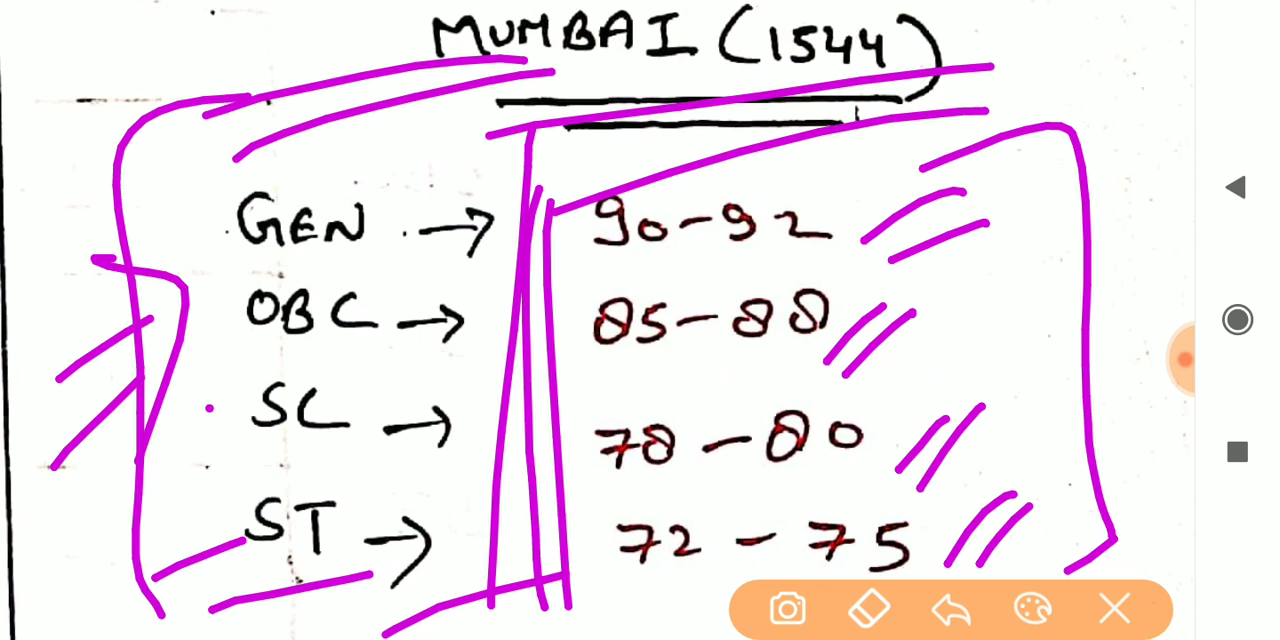 MUMBAI (1544)
GEN → 90-92
OBC → 85-88
SC → 78-80
ST → 72-75